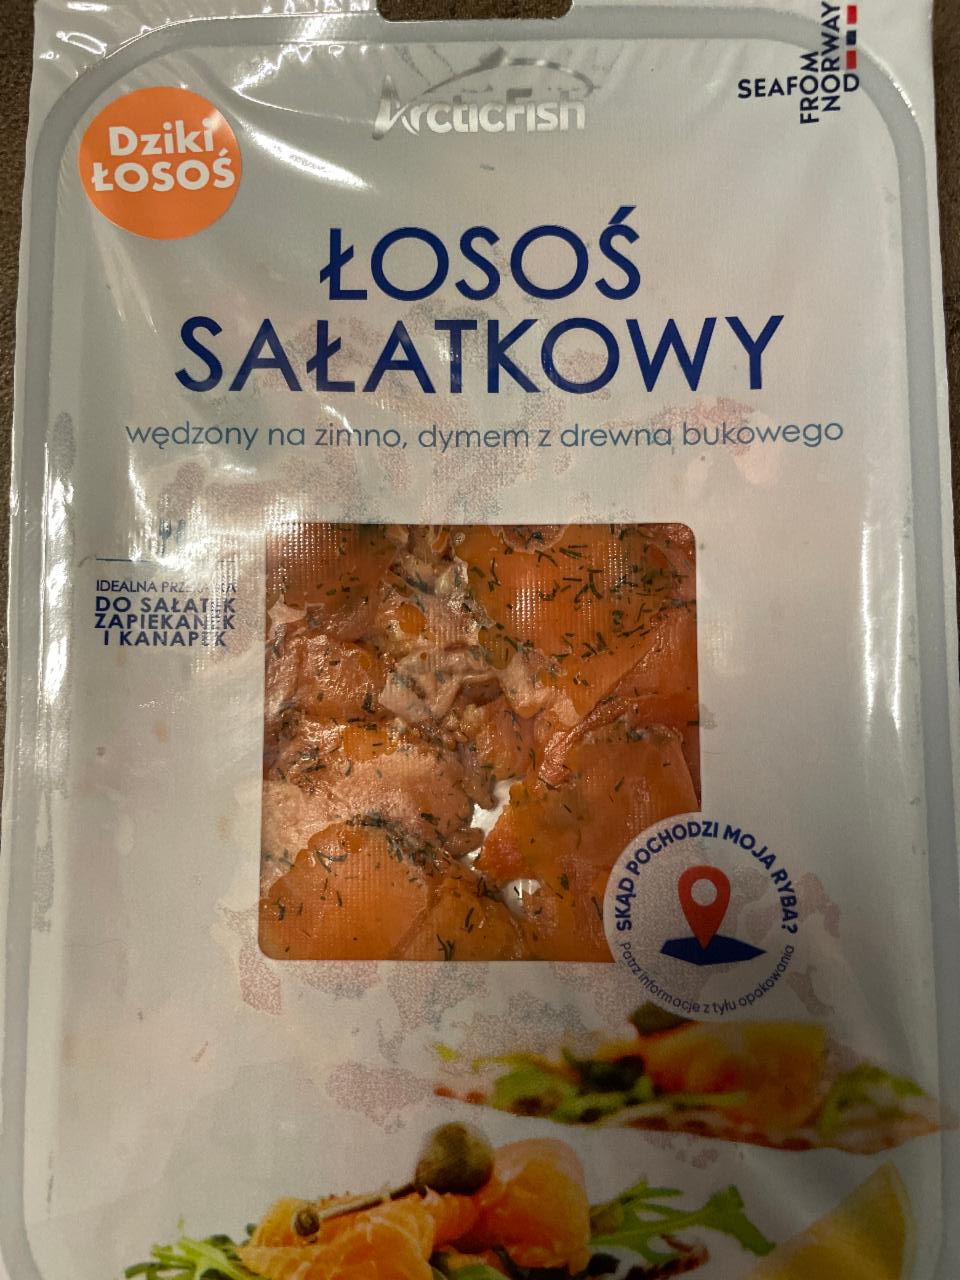 ArcticFish
SEAFOOD
FROM
NORWAY
Dziki
ŁOSOŚ
ŁOSOŚ
SAŁATKOWY
wędzony na zimno, dymem z drewna bukowego
IDEALNA
DO SAŁATEK
ZAPIEKANEK
I KANAPEK
SKĄD POCHODZI MOJA RYBA?
Patrz informacje z tyłu opakowania